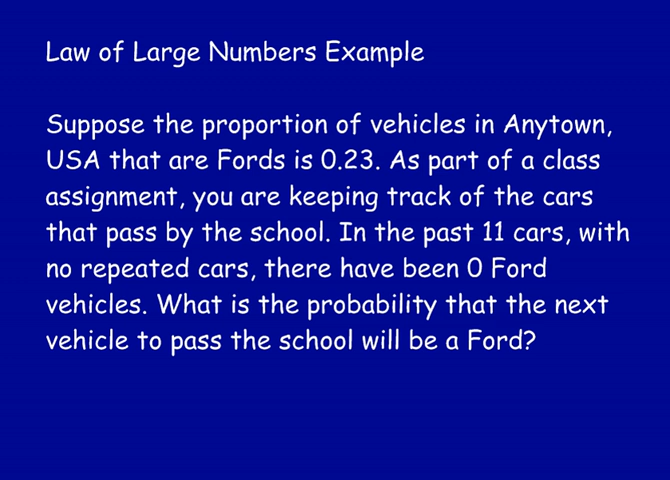 Law of Large Numbers Example
Suppose the proportion of vehicles in Anytown,
USA that are Fords is 0.23. As part of a class
assignment, you are keeping track of the cars
that pass by the school. In the past 11 cars, with
no repeated cars, there have been 0 Ford
vehicles. What is the probability that the next
vehicle to pass the school will be a Ford?